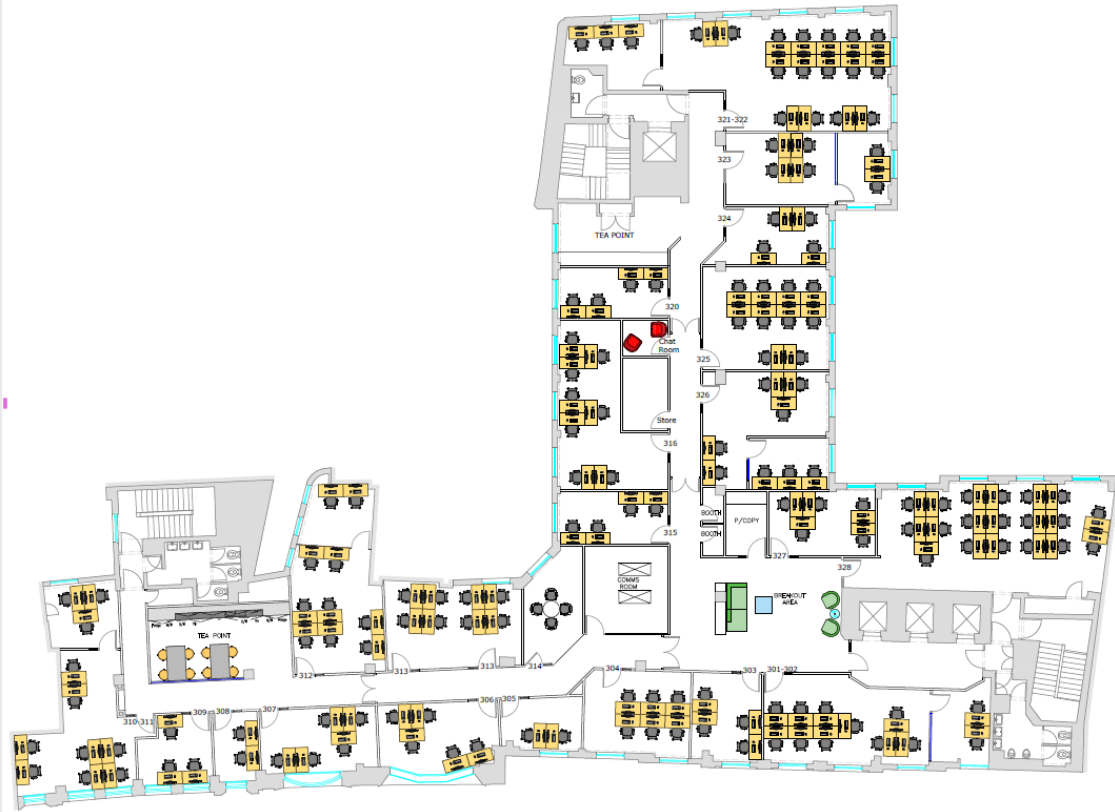 321-322
323
324
TEA POINT
320
Chat
Room
325
326
Store
316
BOOTH
P/COPY
BOOTH
315
327
328
COMMS
ROOM
BREAKOUT
AREA
TEA POINT
314
313
313
312
304
303
301-302
306
305
310-311
309
308
307